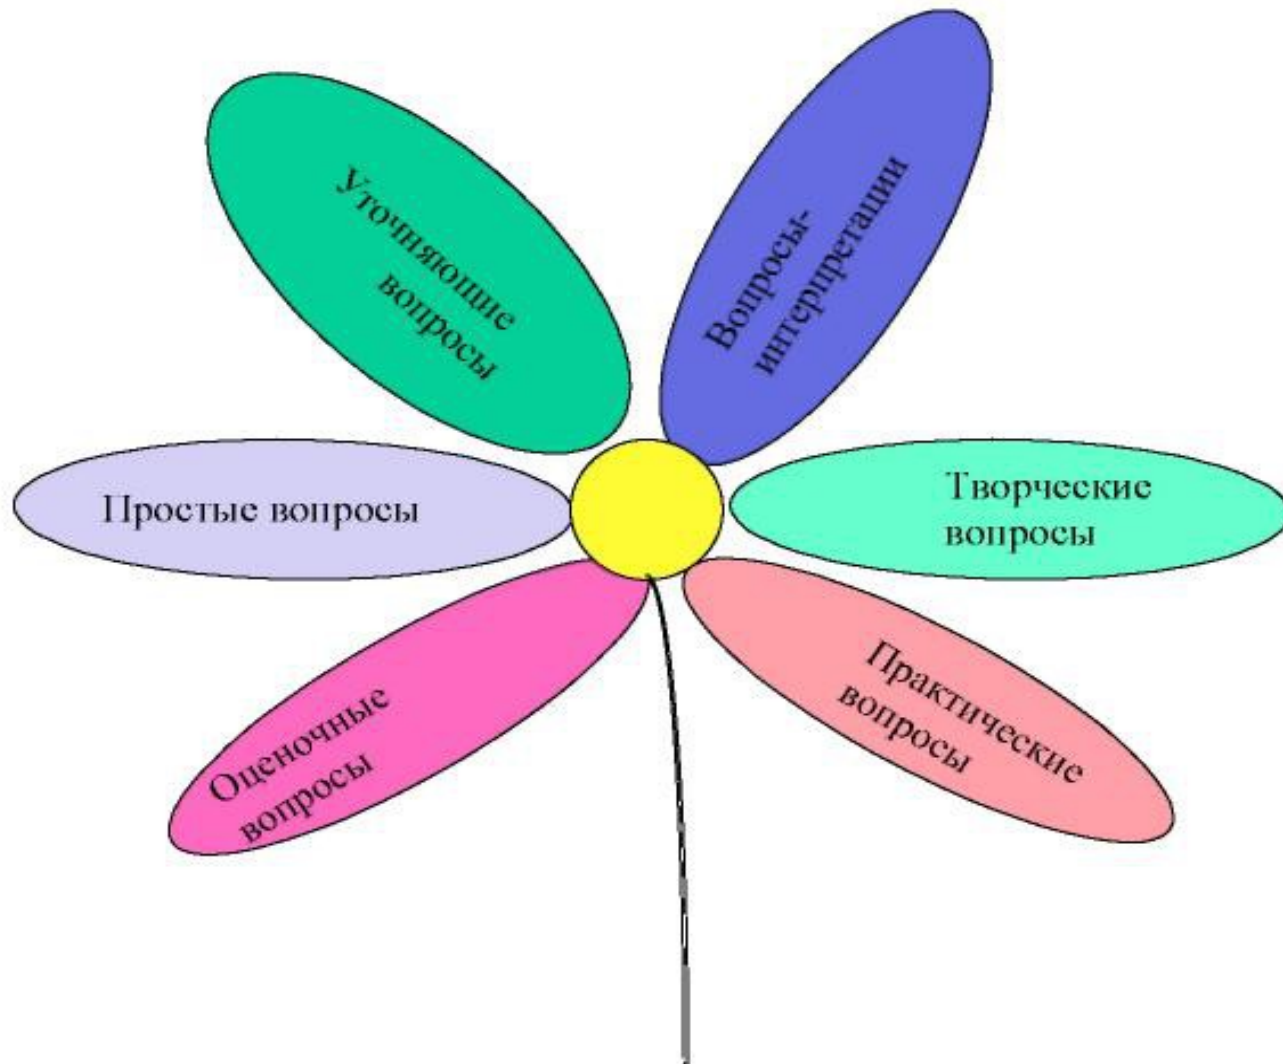 Уточняющие
вопросы
Вопросы-
интерпретации
Простые вопросы
Творческие
вопросы
Оценочные
вопросы
Практические
вопросы